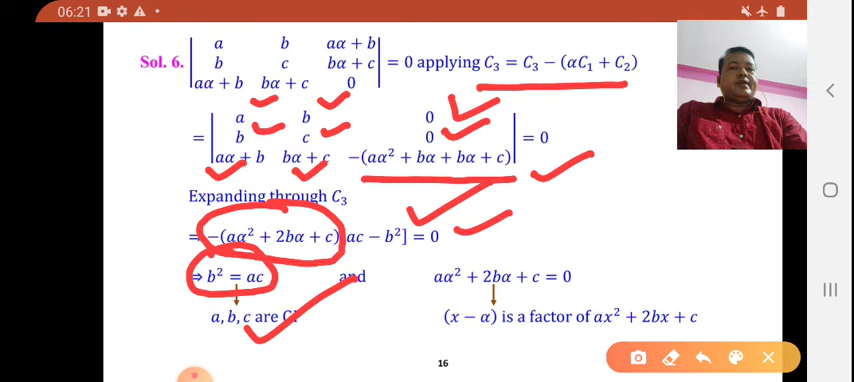 06:21
Sol. 6. | a b aα + b |
| b c bα + c | = 0 applying C₃ = C₃ − (αC₁ + C₂)
| aα + b bα + c 0 |
| a b 0 |
= | b c 0 | = 0
| aα + b bα + c −(aα² + bα + bα + c) |
Expanding through C₃
⇒ −(aα² + 2bα + c) ac − b²] = 0
⇒ b² = ac and aα² + 2bα + c = 0
a, b, c are (x − α) is a factor of ax² + 2bx + c
16